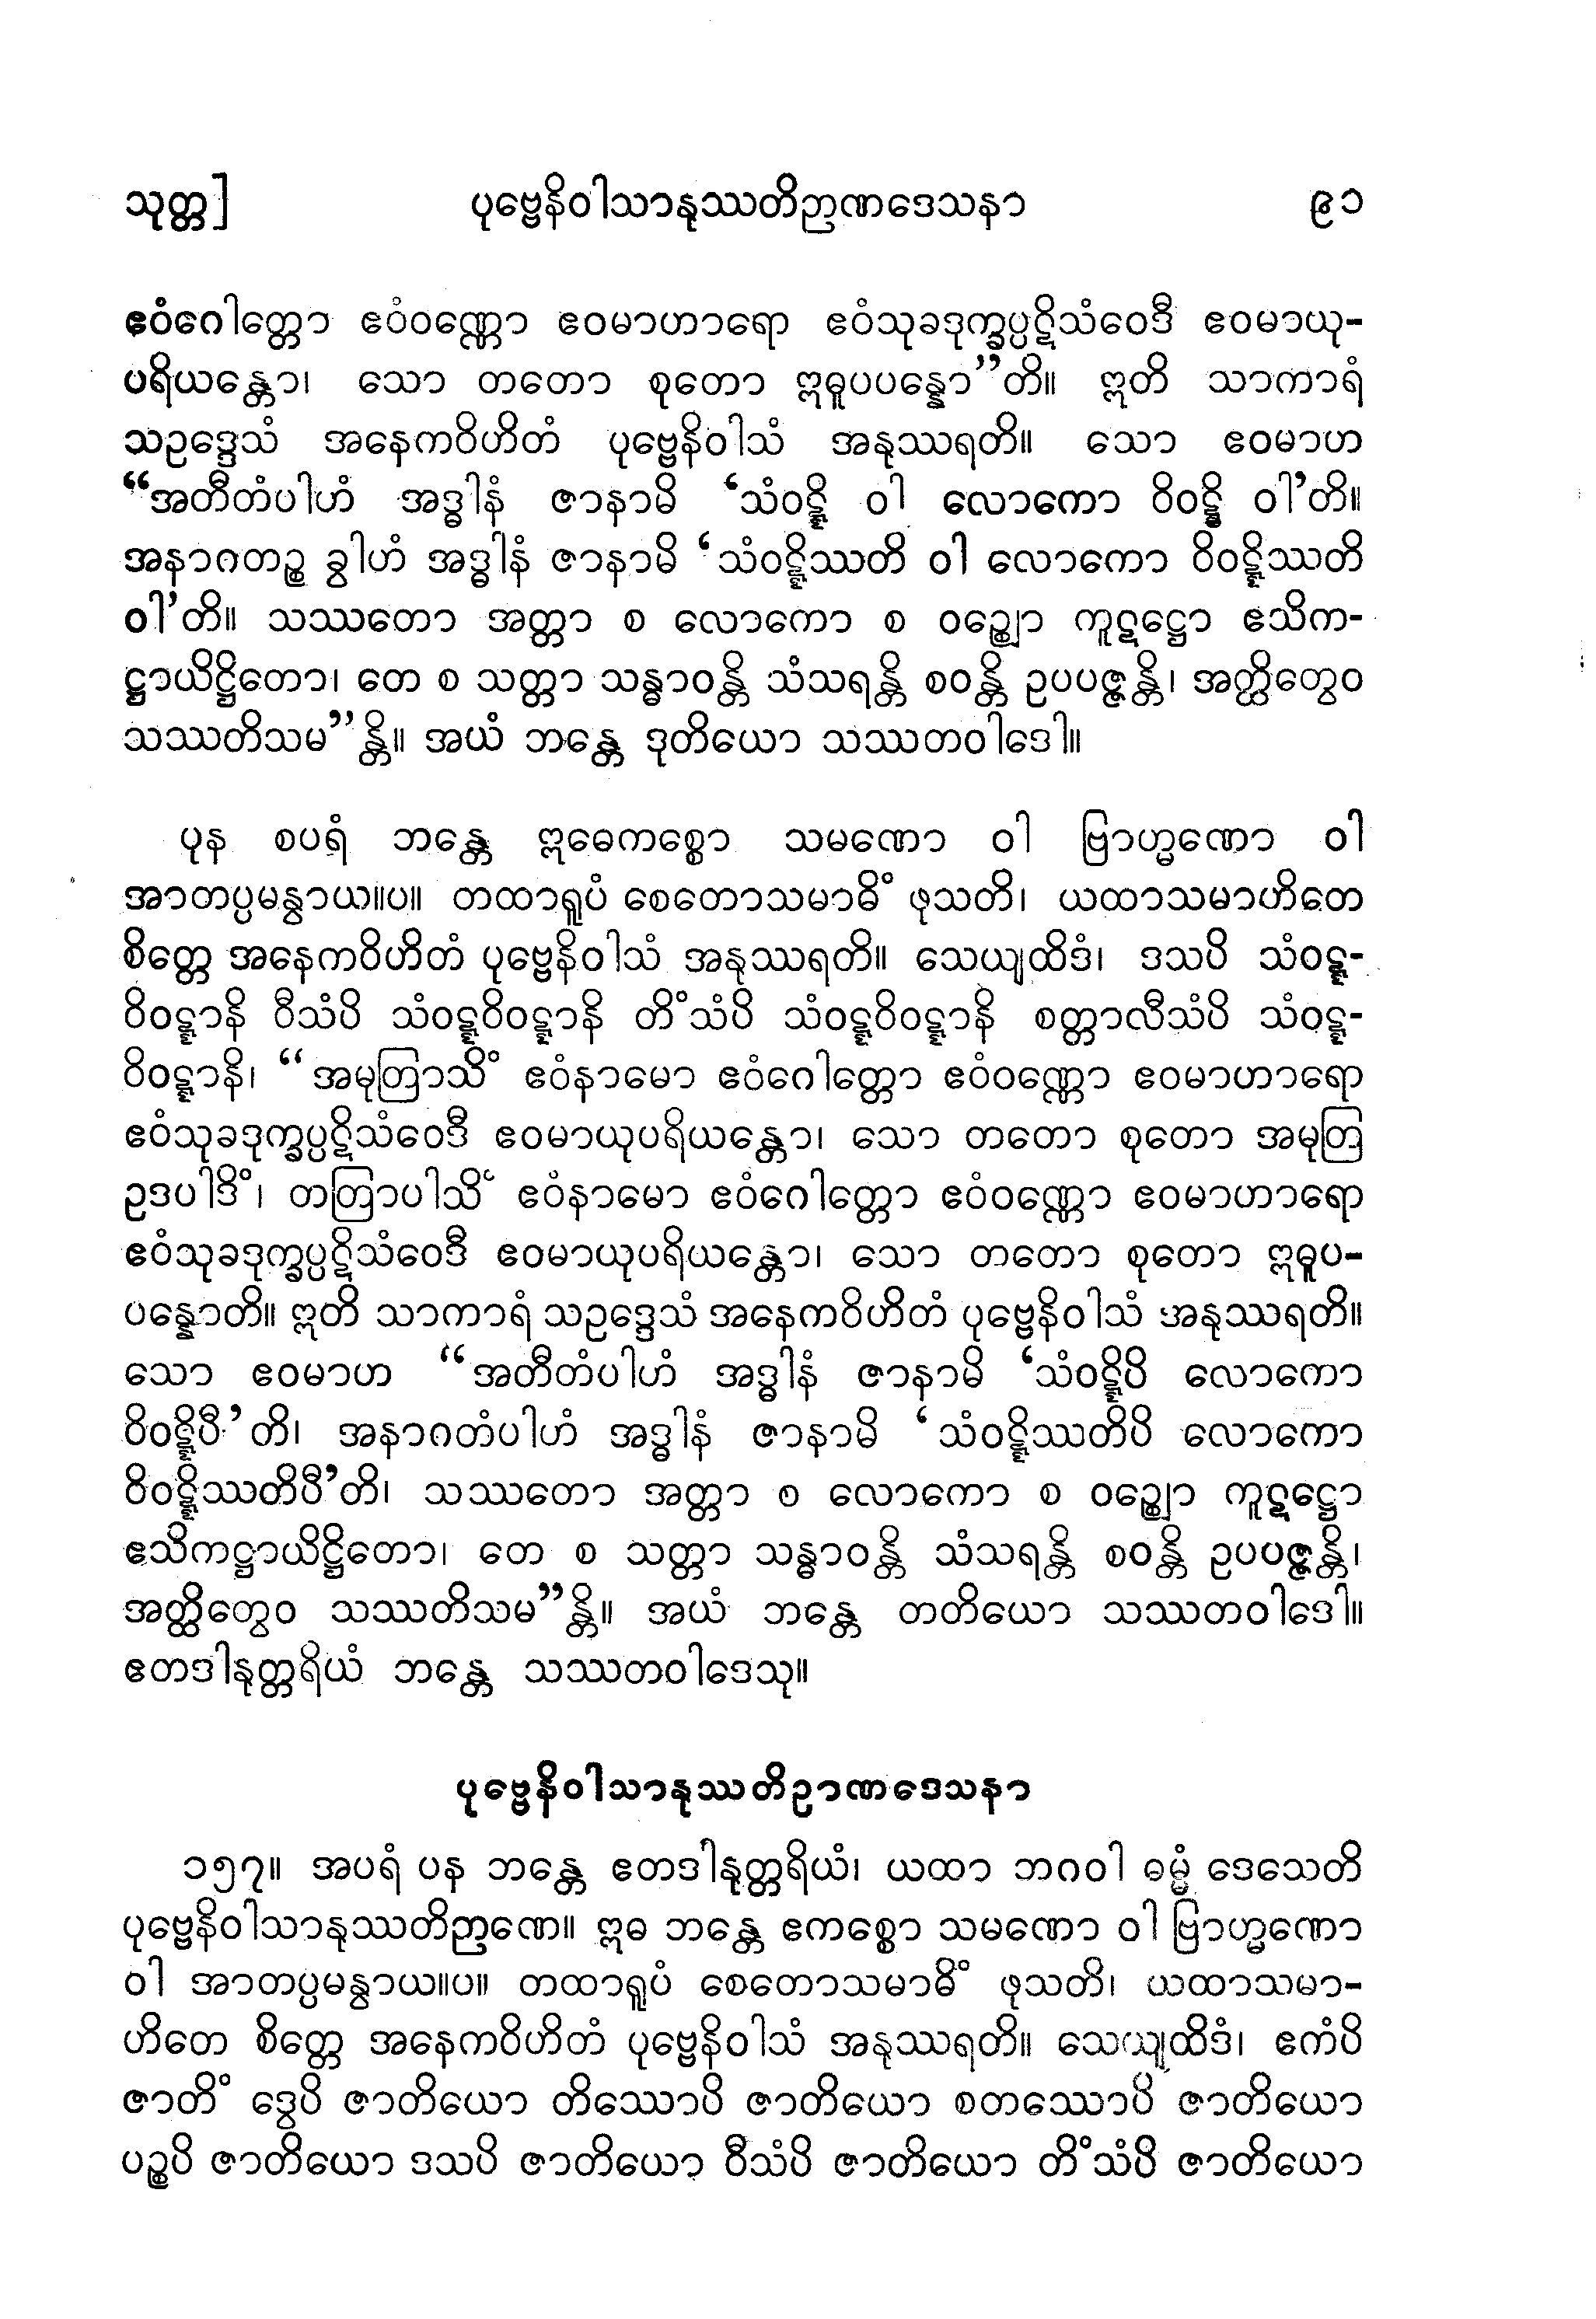 သုတ္တ] ပုဗ္ဗေနိဝါသာနုဿတိဉာဏဒေသနာ ၉၁
ဧဝံဂေါတ္တော ဧဝံဝဏ္ဏော ဧဝမာဟာရော ဧဝံသုခဒုက္ခပ္ပဋိသံဝေဒီ ဧဝမာယု-
ပရိယန္တော၊ သော တတော စုတော ဣဓူပပန္နော”တိ။ ဣတိ သာကာရံ
သဥဒ္ဒေသံ အနေကဝိဟိတံ ပုဗ္ဗေနိဝါသံ အနုဿရတိ။ သော ဧဝမာဟ
“အတီတံပါဟံ အဒ္ဓါနံ ဇာနာမိ ‘သံဝဋ္ဋိ ဝါ လောကော ဝိဝဋ္ဋိ ဝါ’တိ။
အနာဂတဉ္စ ခွါဟံ အဒ္ဓါနံ ဇာနာမိ ‘သံဝဋ္ဋိဿတိ ဝါ လောကော ဝိဝဋ္ဋိဿတိ
ဝါ’တိ။ သဿတော အတ္တာ စ လောကော စ ဝဉ္ဈော ကူဋဋ္ဌော ဧသိက-
ဋ္ဌာယိဋ္ဌိတော၊ တေ စ သတ္တာ သန္ဓာဝန္တိ သံသရန္တိ စဝန္တိ ဥပပဇ္ဇန္တိ၊ အတ္ထိတွေဝ
သဿတိသမ”န္တိ။ အယံ ဘန္တေ ဒုတိယော သဿတဝါဒေါ။
ပုန စပရံ ဘန္တေ ဣဓေကစ္စော သမဏော ဝါ ဗြာဟ္မဏော ဝါ
အာတပ္ပမန္ဝာယ။ပ။ တထာရူပံ စေတောသမာဓိံ ဖုသတိ၊ ယထာသမာဟိတေ
စိတ္တေ အနေကဝိဟိတံ ပုဗ္ဗေနိဝါသံ အနုဿရတိ။ သေယျထိဒံ၊ ဒသပိ သံဝဋ္ဋ-
ဝိဝဋ္ဋာနိ ဝီသံပိ သံဝဋ္ဋဝိဝဋ္ဋာနိ တိံသံပိ သံဝဋ္ဋဝိဝဋ္ဋာနိ စတ္တာလီသံပိ သံဝဋ္ဋ-
ဝိဝဋ္ဋာနိ၊ “အမုတြာသိံ ဧဝံနာမော ဧဝံဂေါတ္တော ဧဝံဝဏ္ဏော ဧဝမာဟာရော
ဧဝံသုခဒုက္ခပ္ပဋိသံဝေဒီ ဧဝမာယုပရိယန္တော၊ သော တတော စုတော အမုတြ
ဥဒပါဒိံ၊ တတြာပါသိံ ဧဝံနာမော ဧဝံဂေါတ္တော ဧဝံဝဏ္ဏော ဧဝမာဟာရော
ဧဝံသုခဒုက္ခပ္ပဋိသံဝေဒီ ဧဝမာယုပရိယန္တော၊ သော တတော စုတော ဣဓူပ-
ပန္နောတိ။ ဣတိ သာကာရံ သဥဒ္ဒေသံ အနေကဝိဟိတံ ပုဗ္ဗေနိဝါသံ အနုဿရတိ။
သော ဧဝမာဟ “အတီတံပါဟံ အဒ္ဓါနံ ဇာနာမိ ‘သံဝဋ္ဋိပိ လောကော
ဝိဝဋ္ဋိပီ’တိ၊ အနာဂတံပါဟံ အဒ္ဓါနံ ဇာနာမိ ‘သံဝဋ္ဋိဿတိပိ လောကော
ဝိဝဋ္ဋိဿတိပီ’တိ၊ သဿတော အတ္တာ စ လောကော စ ဝဉ္ဈော ကူဋဋ္ဌော
ဧသိကဋ္ဌာယိဋ္ဌိတော၊ တေ စ သတ္တာ သန္ဓာဝန္တိ သံသရန္တိ စဝန္တိ ဥပပဇ္ဇန္တိ၊
အတ္ထိတွေဝ သဿတိသမ”န္တိ။ အယံ ဘန္တေ တတိယော သဿတဝါဒေါ။
ဧတဒါနုတ္တရိယံ ဘန္တေ သဿတဝါဒေသု။
ပုဗ္ဗေနိဝါသာနုဿတိဉာဏဒေသနာ
၁၅၇။ အပရံ ပန ဘန္တေ ဧတဒါနုတ္တရိယံ၊ ယထာ ဘဂဝါ ဓမ္မံ ဒေသေတိ
ပုဗ္ဗေနိဝါသာနုဿတိဉာဏေ။ ဣဓ ဘန္တေ ဧကစ္စော သမဏော ဝါ ဗြာဟ္မဏော
ဝါ အာတပ္ပမန္ဝာယ။ပ။ တထာရူပံ စေတောသမာဓိံ ဖုသတိ၊ ယထာသမာ-
ဟိတေ စိတ္တေ အနေကဝိဟိတံ ပုဗ္ဗေနိဝါသံ အနုဿရတိ။ သေယျထိဒံ၊ ဧကံပိ
ဇာတိံ ဒွေပိ ဇာတိယော တိဿောပိ ဇာတိယော စတဿောပိ ဇာတိယော
ပဉ္စပိ ဇာတိယော ဒသပိ ဇာတိယော ဝီသံပိ ဇာတိယော တိံသံပိ ဇာတိယော